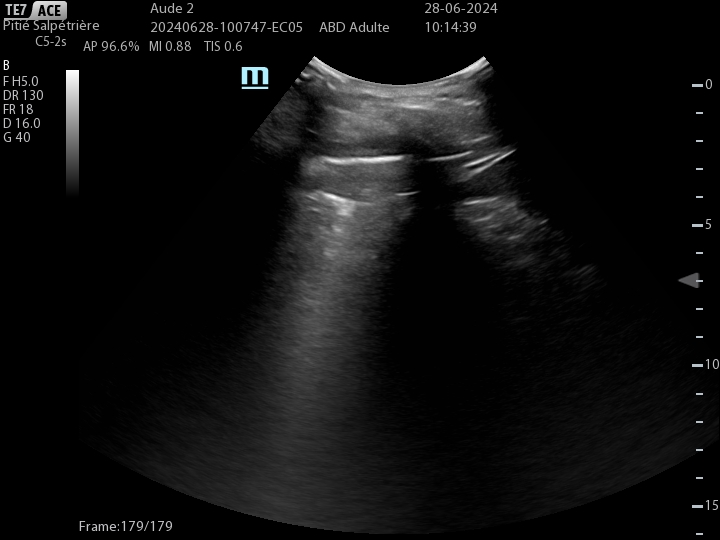 TE7 ACE Aude 2 28-06-2024
Pitié Salpêtrière 20240628-100747-EC05 ABD Adulte 10:14:39
C5-2s AP 96.6% MI 0.88 TIS 0.6
B
F H5.0
DR 130
FR 18
D 16.0
G 40
m
0
5
10
15
Frame:179/179